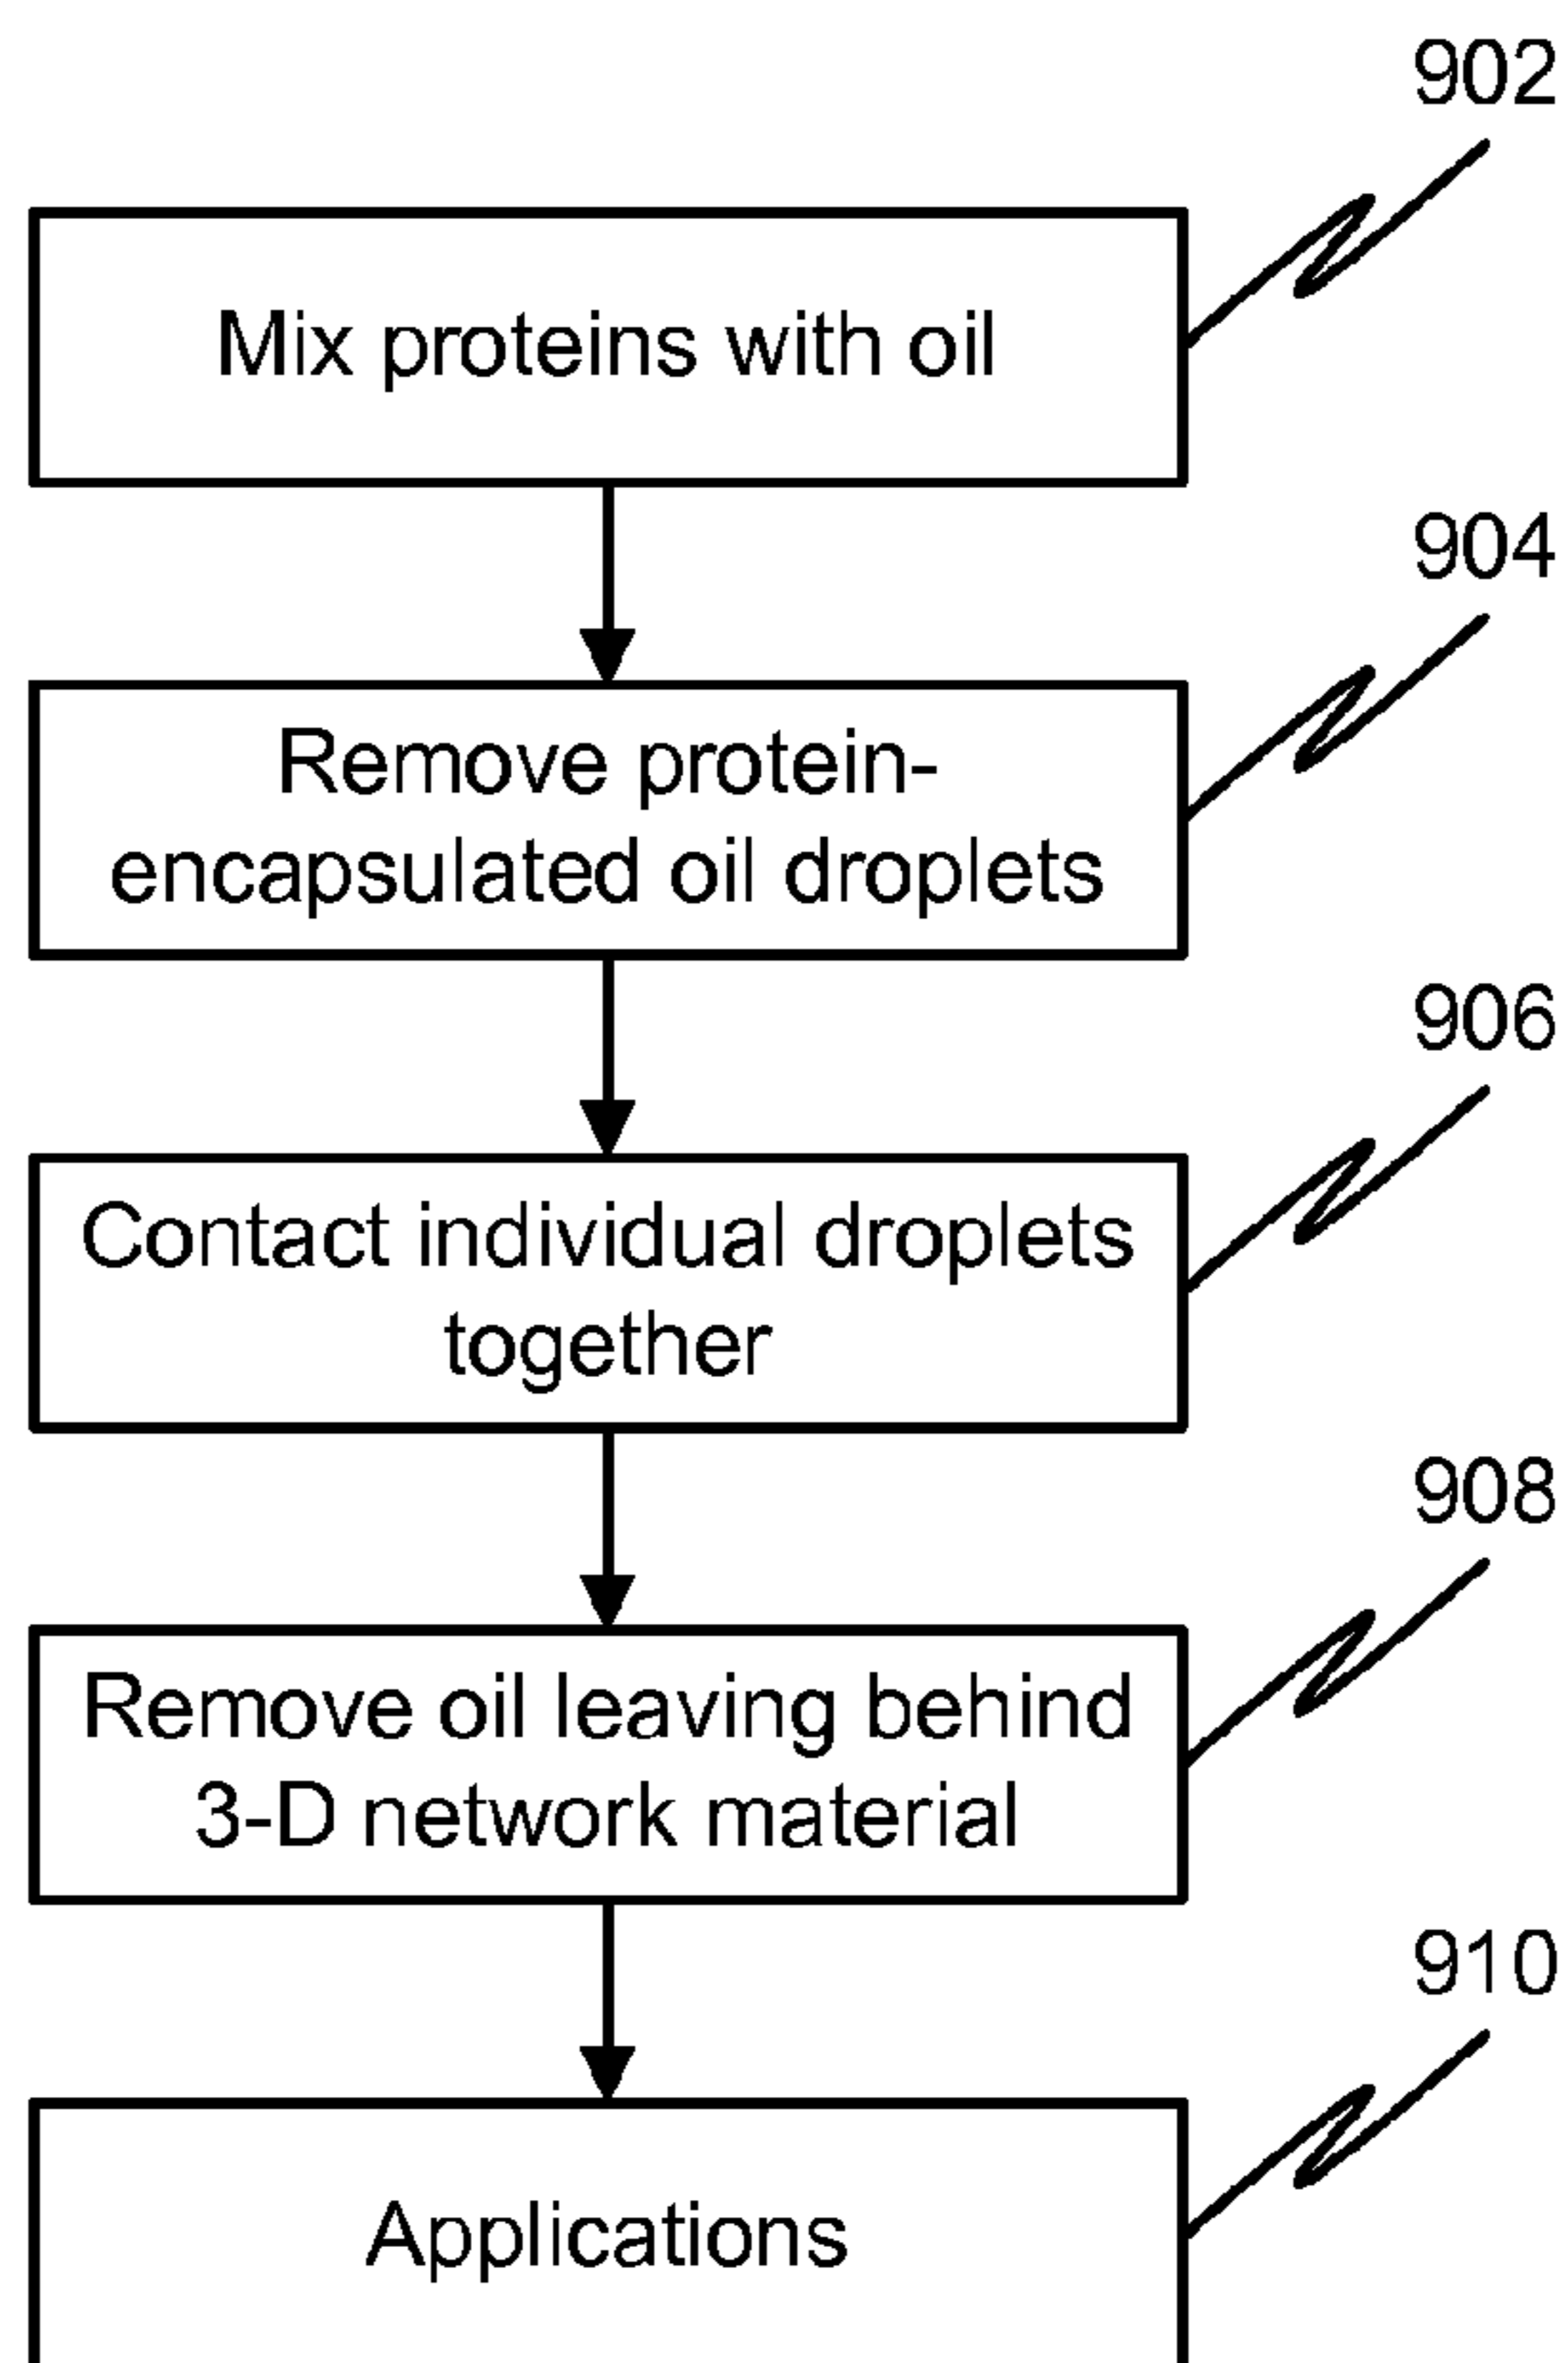 902
Mix proteins with oil
904
Remove protein-
encapsulated oil droplets
906
Contact individual droplets
together
908
Remove oil leaving behind
3-D network material
910
Applications